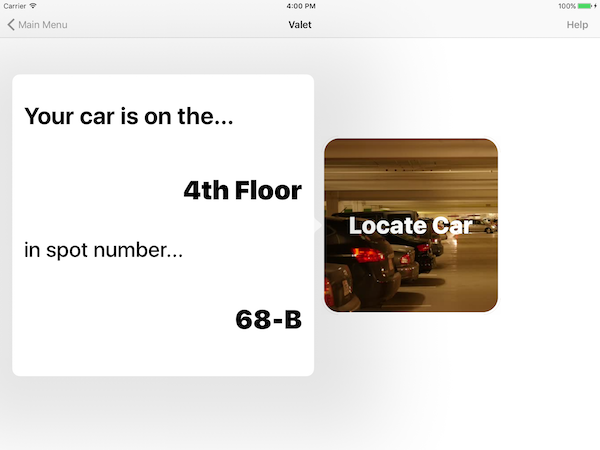 Carrier 4:00 PM 100%
Main Menu Valet Help
Your car is on the...
4th Floor
in spot number...
68-B
Locate Car